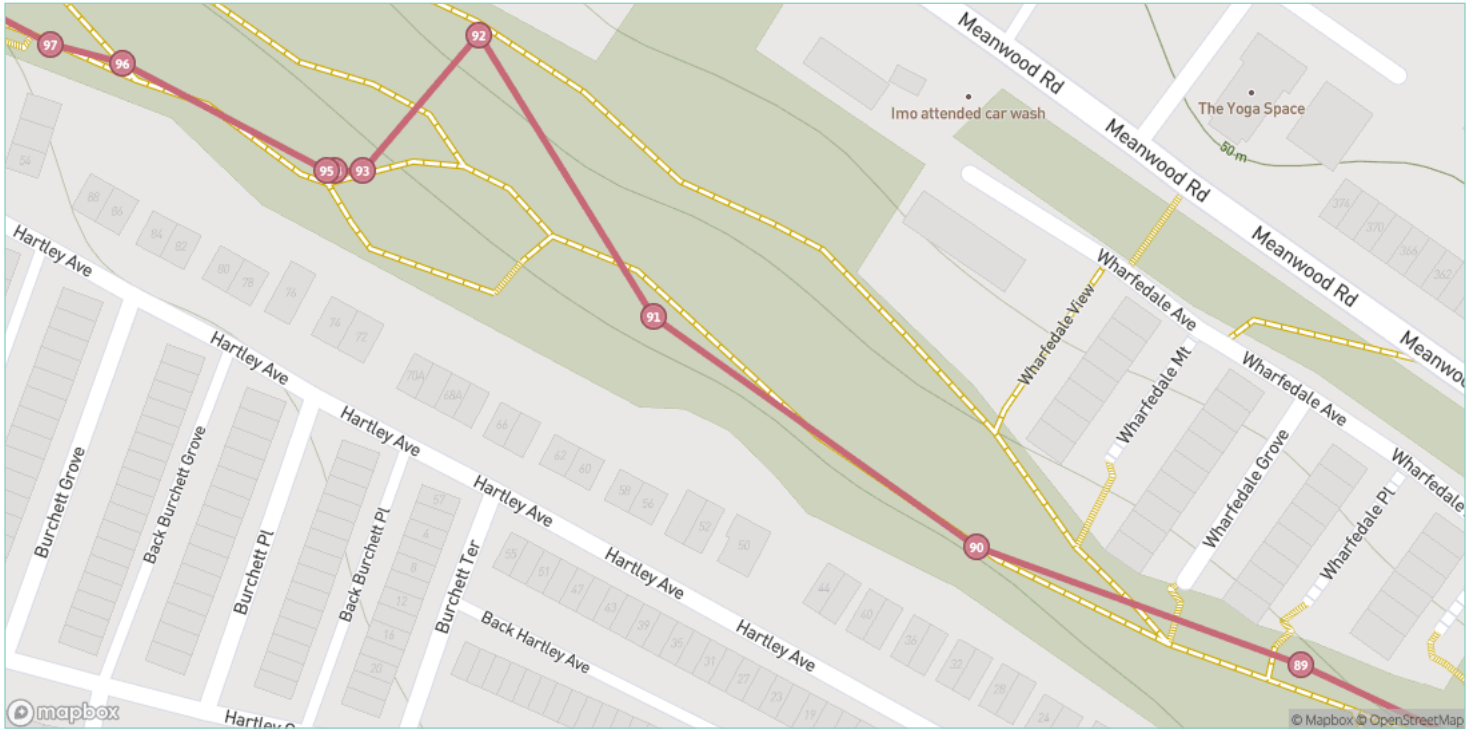 97
96
92
95
93
91
90
89
Meanwood Rd
Meanwood Rd
Meanwood Rd
Meanwoo
Imo attended car wash
The Yoga Space
50 m
374
370
366
362
54
88
86
84
82
80
78
76
74
72
70A
68A
66
62
60
58
56
52
50
44
40
36
32
28
24
Hartley Ave
Hartley Ave
Hartley Ave
Hartley Ave
Hartley Ave
Hartley Ave
Wharfedale View
Wharfedale Ave
Wharfedale Ave
Wharfedale
Wharfedale Mt
Wharfedale Grove
Wharfedale Pl
Burchett Grove
Back Burchett Grove
Burchett Pl
Back Burchett Pl
Burchett Ter
Back Hartley Ave
57
4
8
12
16
20
55
51
47
43
39
35
31
27
23
19
mapbox
© Mapbox © OpenStreetMap